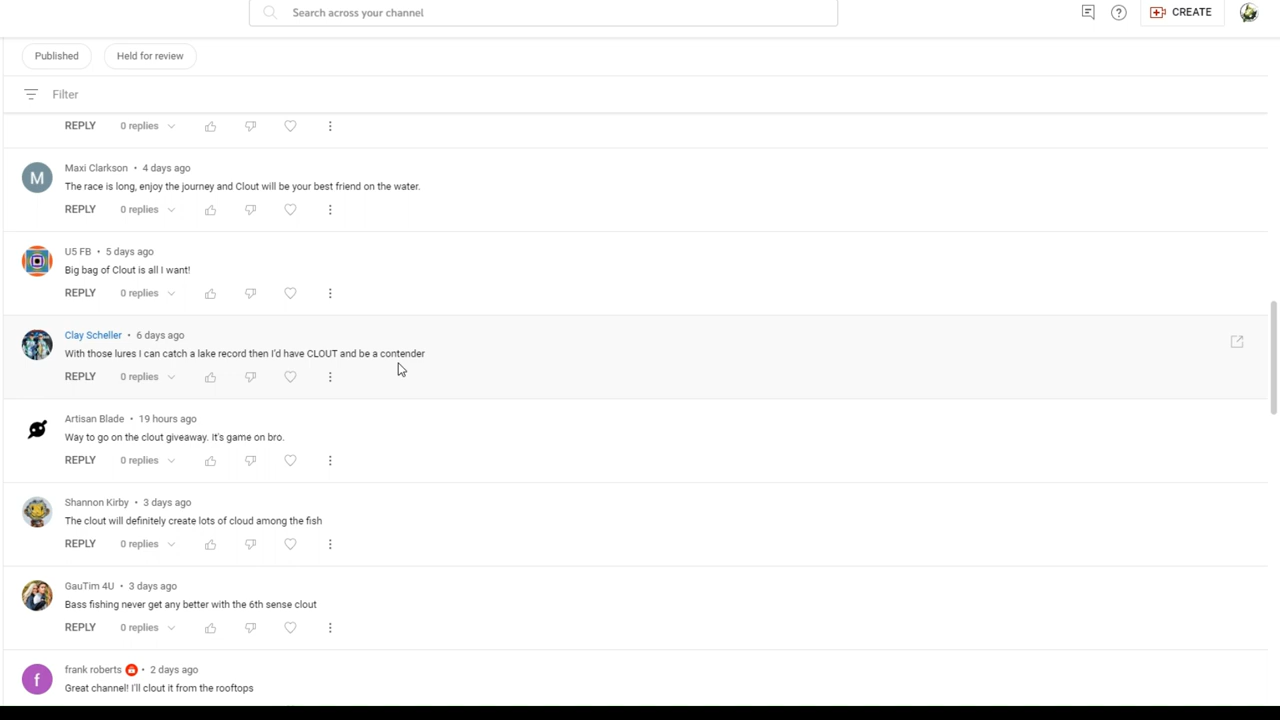 Search across your channel
CREATE
Published
Held for review
Filter
REPLY 0 replies
M
Maxi Clarkson • 4 days ago
The race is long, enjoy the journey and Clout will be your best friend on the water.
REPLY 0 replies
U5 FB • 5 days ago
Big bag of Clout is all I want!
REPLY 0 replies
Clay Scheller • 6 days ago
With those lures I can catch a lake record then I'd have CLOUT and be a contender
REPLY 0 replies
Artisan Blade • 19 hours ago
Way to go on the clout giveaway. It's game on bro.
REPLY 0 replies
Shannon Kirby • 3 days ago
The clout will definitely create lots of cloud among the fish
REPLY 0 replies
GauTim 4U • 3 days ago
Bass fishing never get any better with the 6th sense clout
REPLY 0 replies
f
frank roberts • 2 days ago
Great channel! I'll clout it from the rooftops